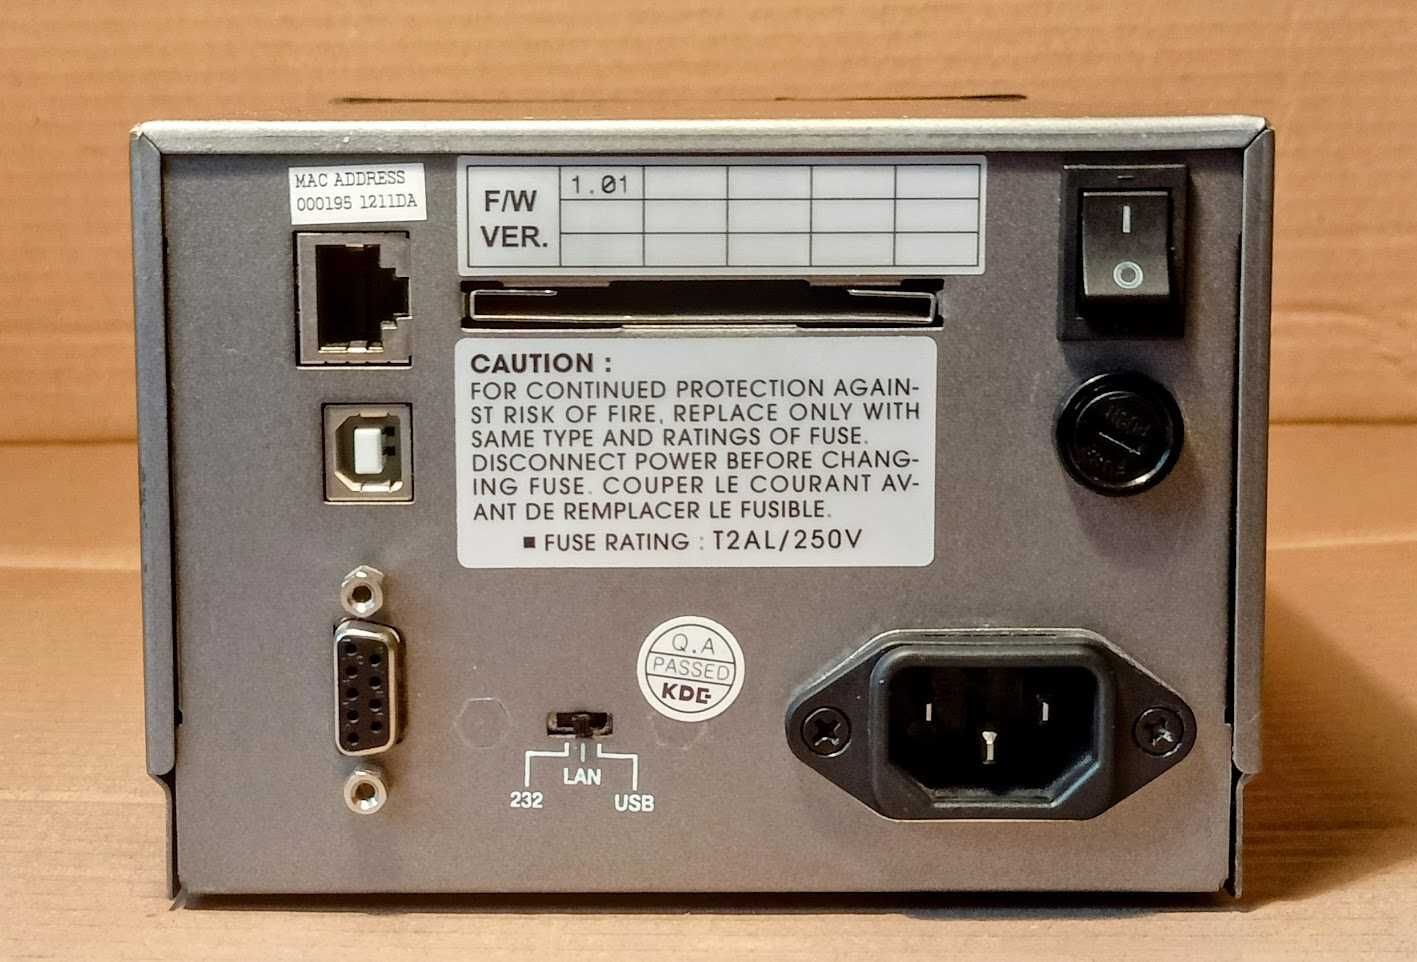 MAC ADDRESS
000195 1211DA
F/W
VER.
1.01
CAUTION :
FOR CONTINUED PROTECTION AGAIN-
ST RISK OF FIRE, REPLACE ONLY WITH
SAME TYPE AND RATINGS OF FUSE.
DISCONNECT POWER BEFORE CHANG-
ING FUSE. COUPER LE COURANT AV-
ANT DE REMPLACER LE FUSIBLE.
■ FUSE RATING : T2AL/250V
Q.A
PASSED
KDE
232
LAN
USB